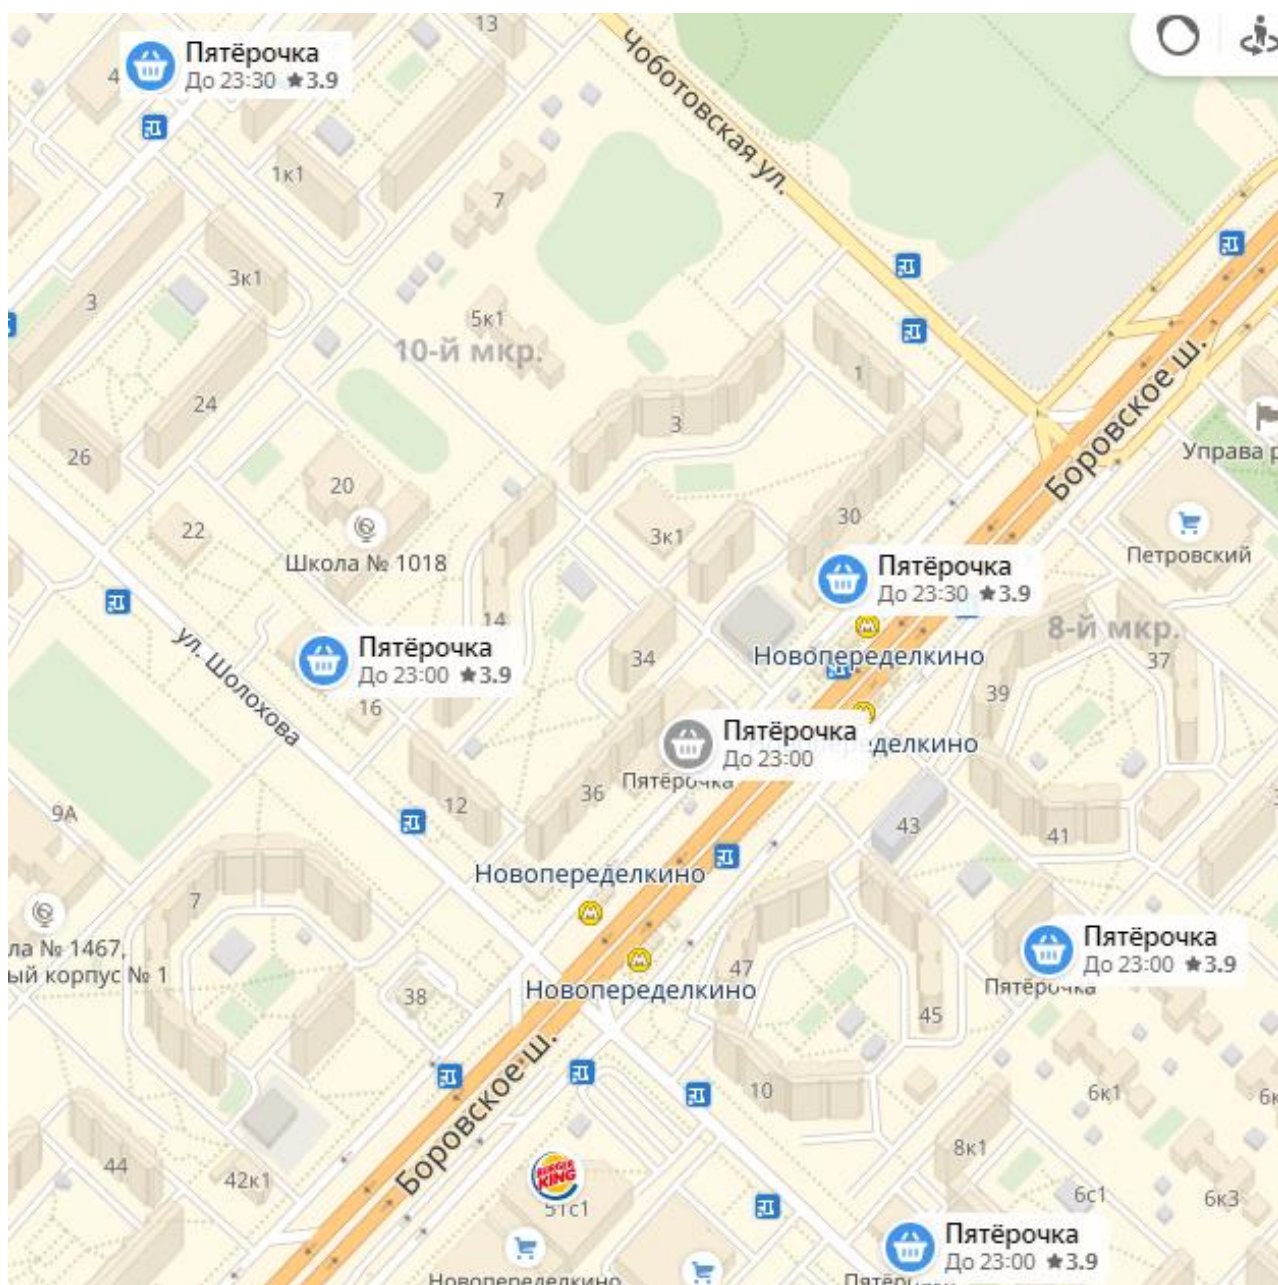 13
Пятёрочка
До 23:30 ★3.9
4
Чоботовская ул.
1к1
7
3к1
3
5к1
10-й мкр.
1
24
3
Боровское ш.
26
Управа р
20
22
30
3к1
Школа № 1018
Петровский
Пятёрочка
До 23:30 ★3.9
14
8-й мкр.
ул. Шолохова
Пятёрочка
До 23:00 ★3.9
34
Новопеределкино
37
39
16
Пятёрочка
До 23:00
делкино
Пятёрочка
36
12
9А
43
41
Новопеределкино
7
ла № 1467,
ый корпус № 1
Пятёрочка
До 23:00 ★3.9
Пятёрочка
47
Новопеределкино
38
45
Боровское ш.
10
6к1
8к1
44
42к1
BURGER
KING
51с1
6с1
6к3
Пятёрочка
До 23:00 ★3.9
Новопеределкино